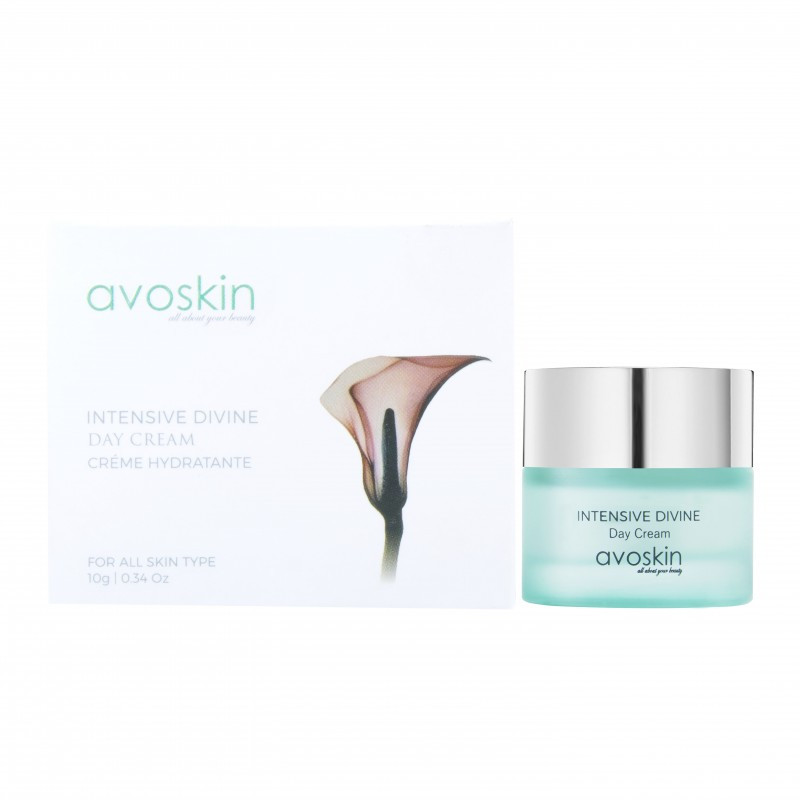 avoskin
all about your beauty
INTENSIVE DIVINE
DAY CREAM
CRÈME HYDRATANTE
FOR ALL SKIN TYPE
10g | 0.34 Oz
INTENSIVE DIVINE
Day Cream
avoskin
all about your beauty